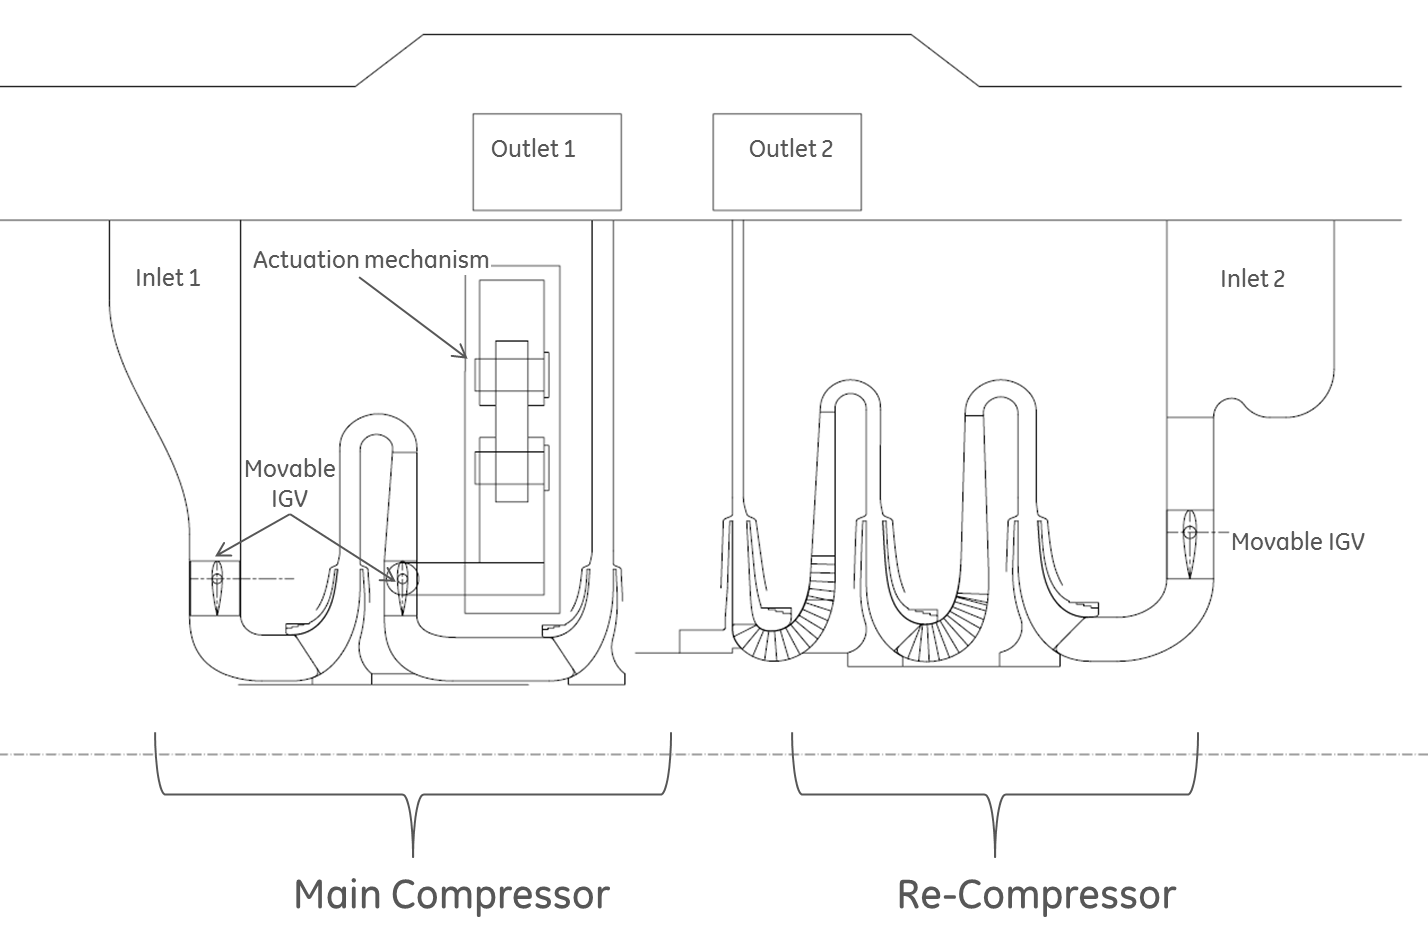 Outlet 1
Outlet 2
Inlet 1
Actuation mechanism
Inlet 2
Movable
IGV
Movable IGV
Main Compressor
Re-Compressor